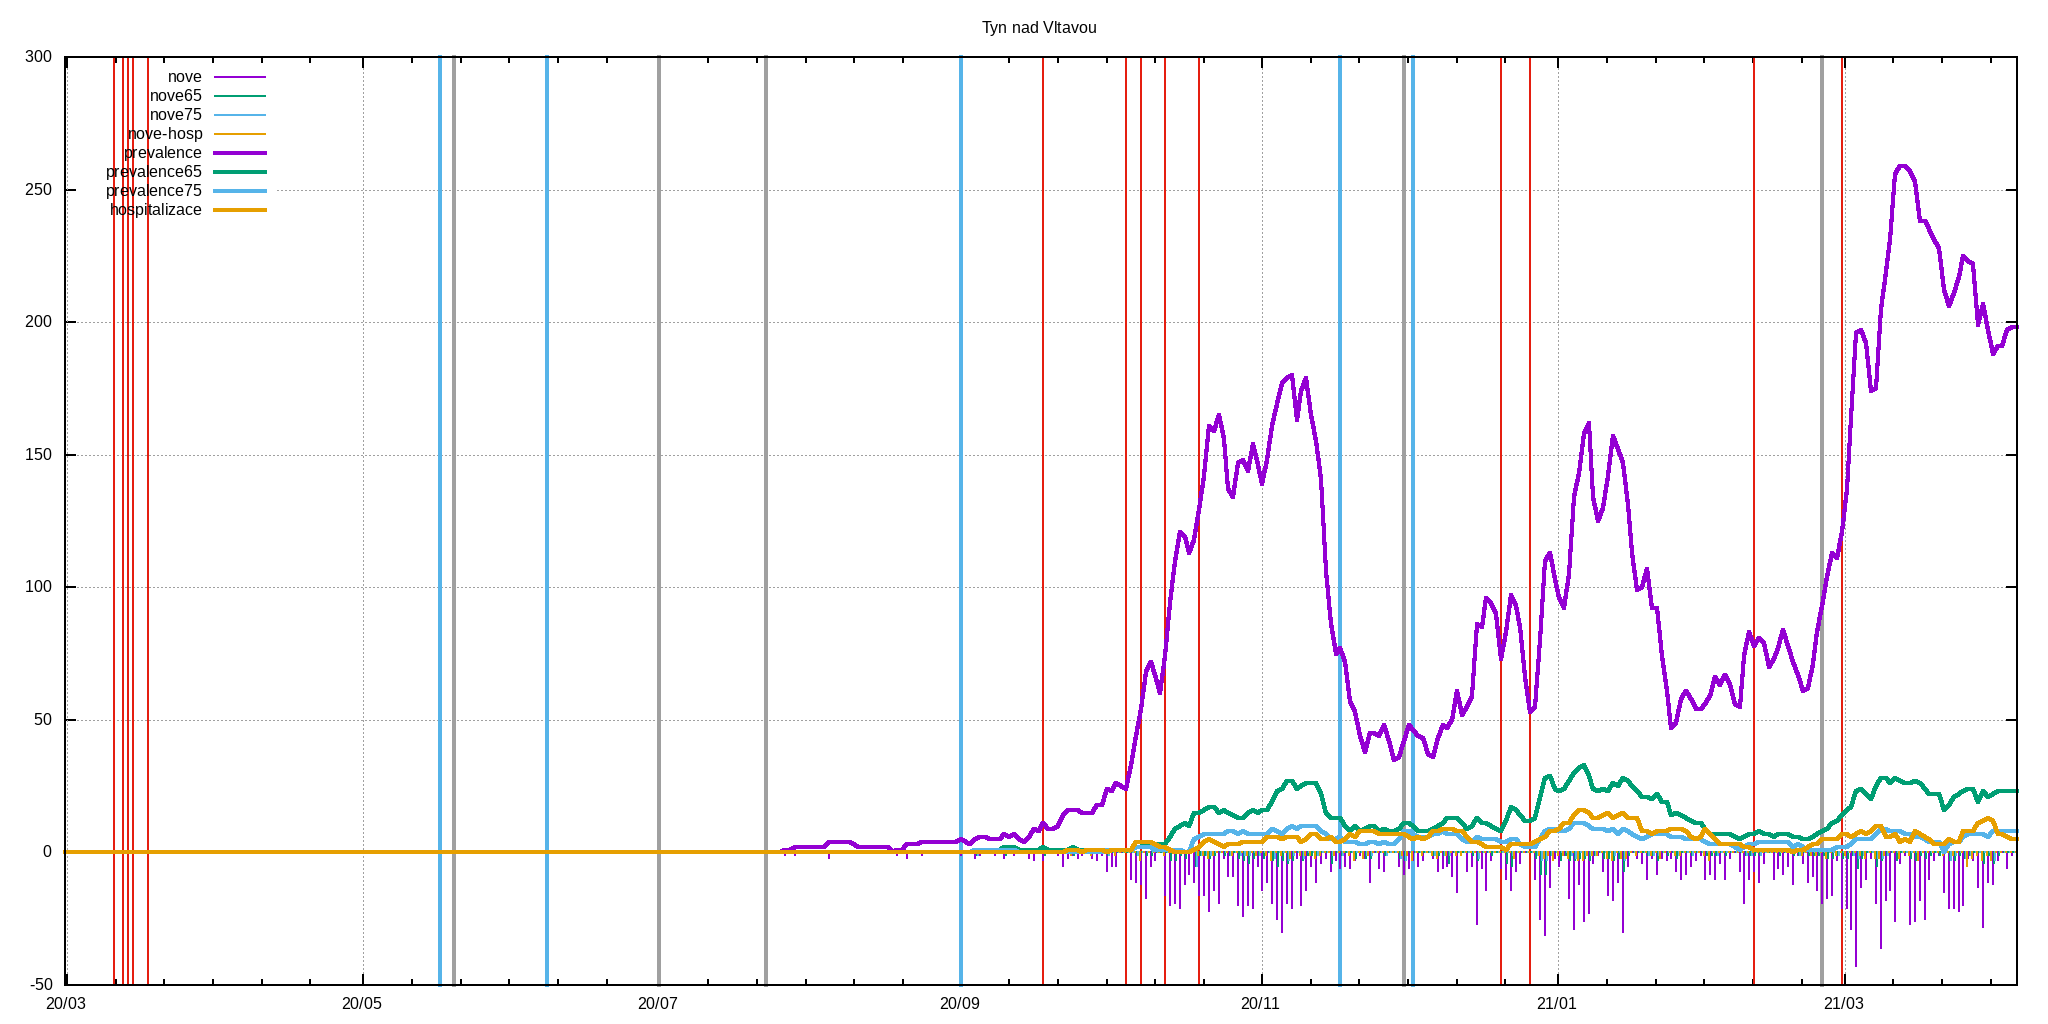 Tyn nad Vltavou
300
250
200
150
100
50
0
-50
nove
nove65
nove75
nove-hosp
prevalence
prevalence65
prevalence75
hospitalizace
20/03 20/05 20/07 20/09 20/11 21/01 21/03